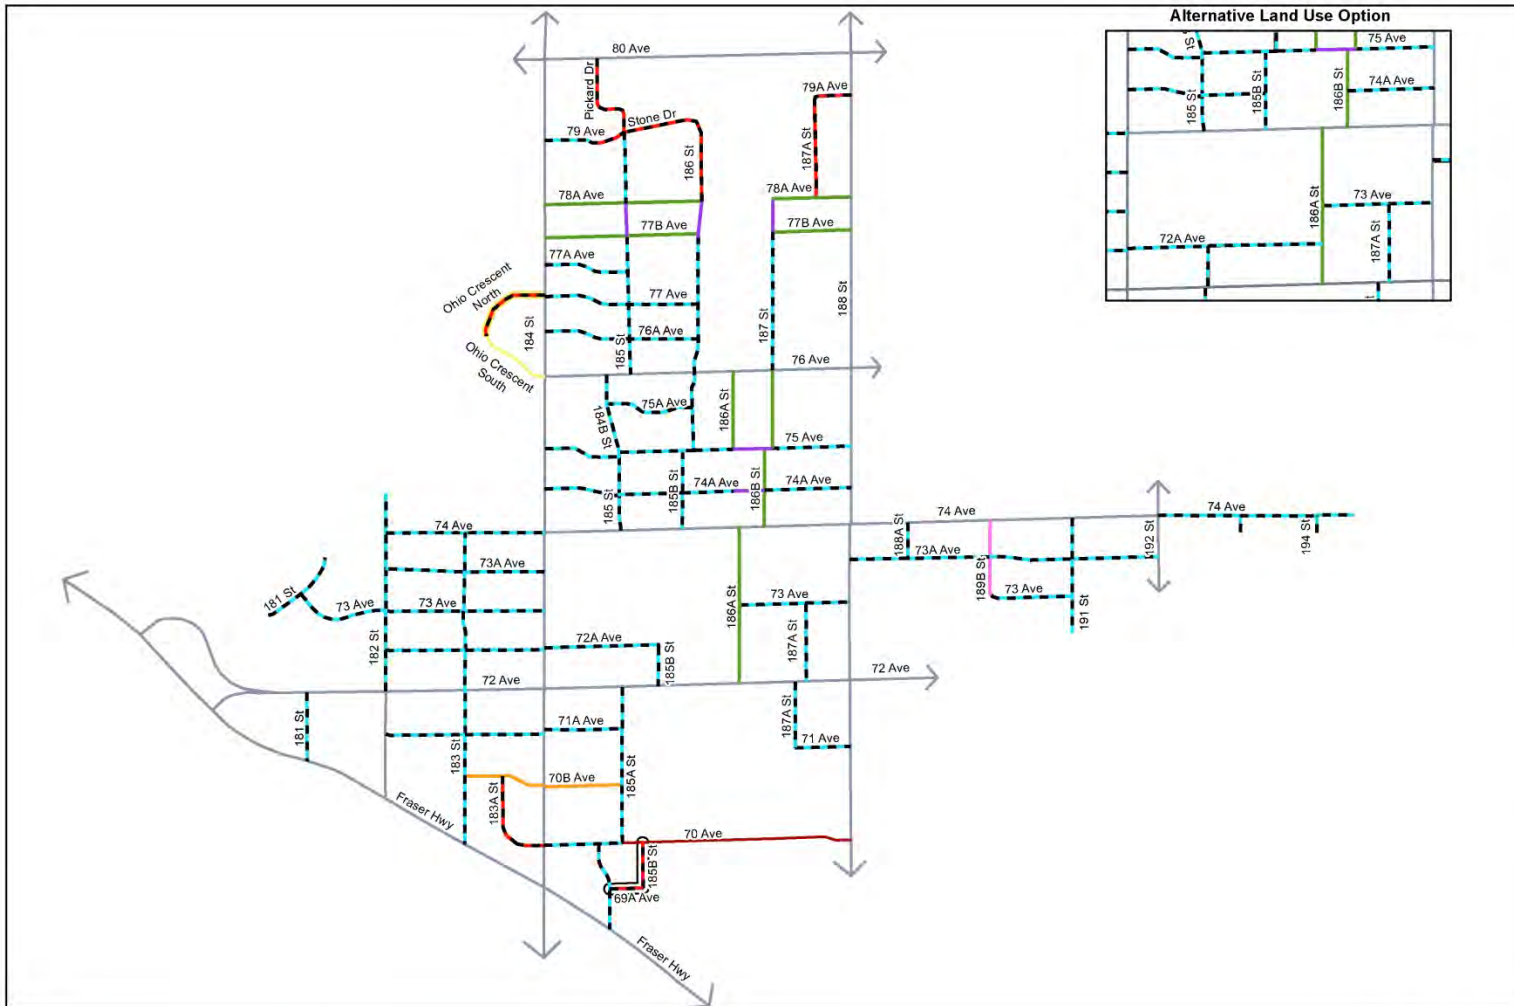 Alternative Land Use Option
80 Ave
Pickard Dr
79A Ave
Stone Dr
79 Ave
186 St
187A St
78A Ave
78A Ave
77B Ave
77B Ave
77A Ave
Ohio Crescent
North
77 Ave
188 St
184 St
185 St
76A Ave
187 St
Ohio Crescent
South
76 Ave
75A Ave
186A St
184B St
75 Ave
185 St
185B St
74A Ave
186B St
74A Ave
74 Ave
188A St
74 Ave
192 St
74 Ave
194 St
73A Ave
73A Ave
189B St
181 St
73 Ave
73 Ave
186A St
73 Ave
73 Ave
191 St
182 St
72A Ave
185B St
187A St
72 Ave
72 Ave
181 St
183 St
71A Ave
187A St
71 Ave
70B Ave
185A St
183A St
Fraser Hwy
70 Ave
185B St
69A Ave
Fraser Hwy
St
75 Ave
185 St
185B St
186B St
74A Ave
186A St
73 Ave
72A Ave
187A St
t